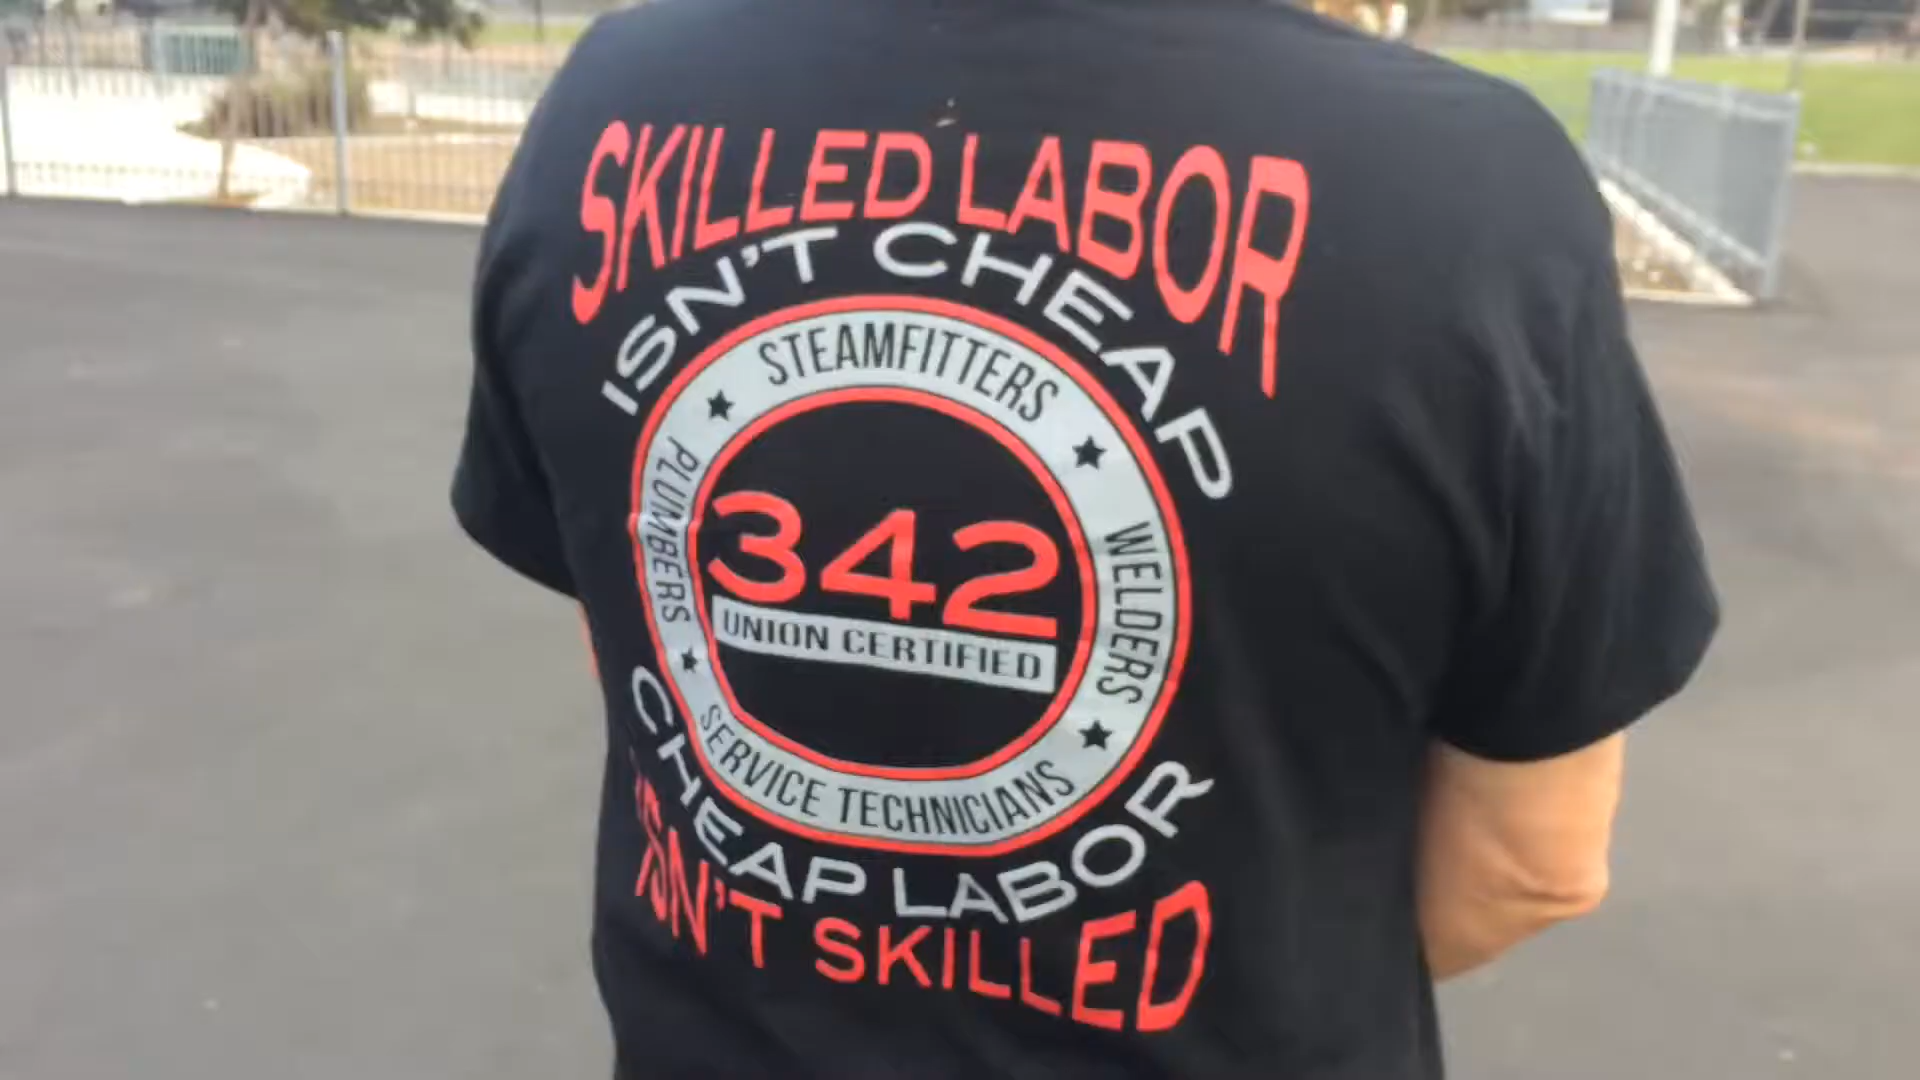 SKILLED LABOR
ISN'T CHEAP
STEAMFITTERS
PLUMBERS
WELDERS
342
UNION CERTIFIED
SERVICE TECHNICIANS
CHEAP LABOR
ISN'T SKILLED